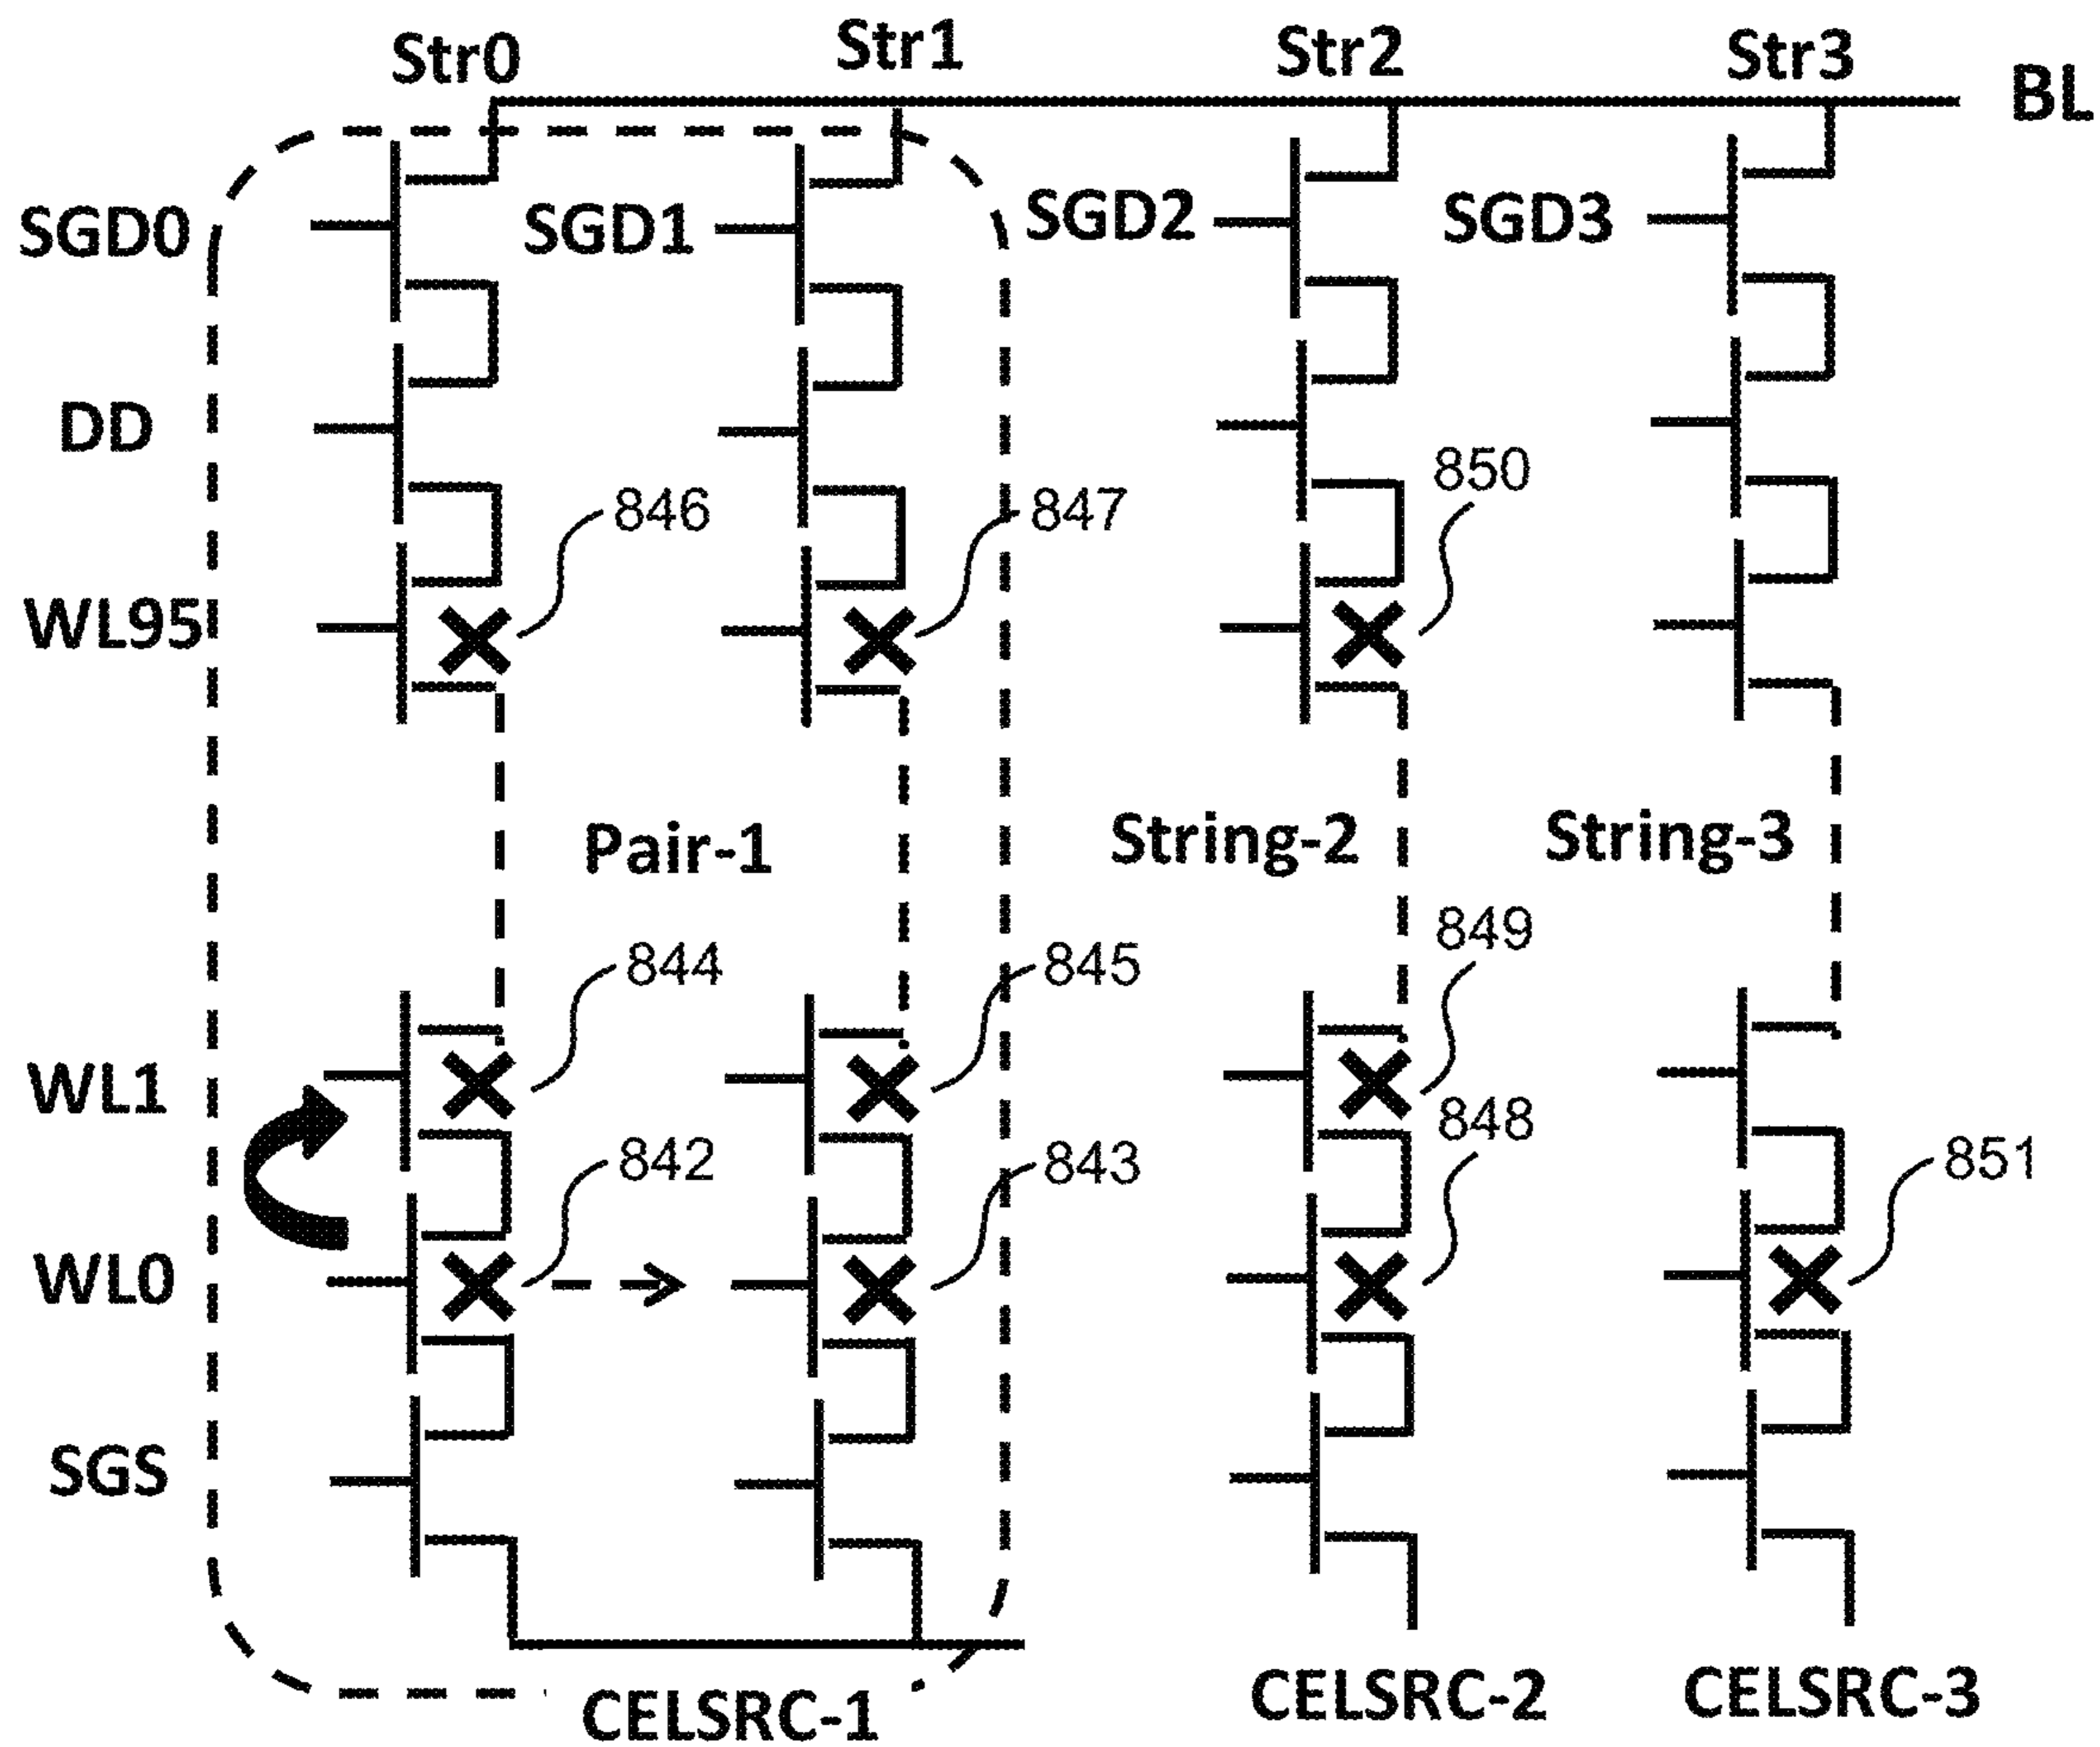 Str0 Str1 Str2 Str3 BL
SGD0 SGD1 SGD2 SGD3
DD
850
846 847
WL95
Pair-1 String-2 String-3
849
844 845
WL1
848
842 843 851
WL0
SGS
CELSRC-1 CELSRC-2 CELSRC-3